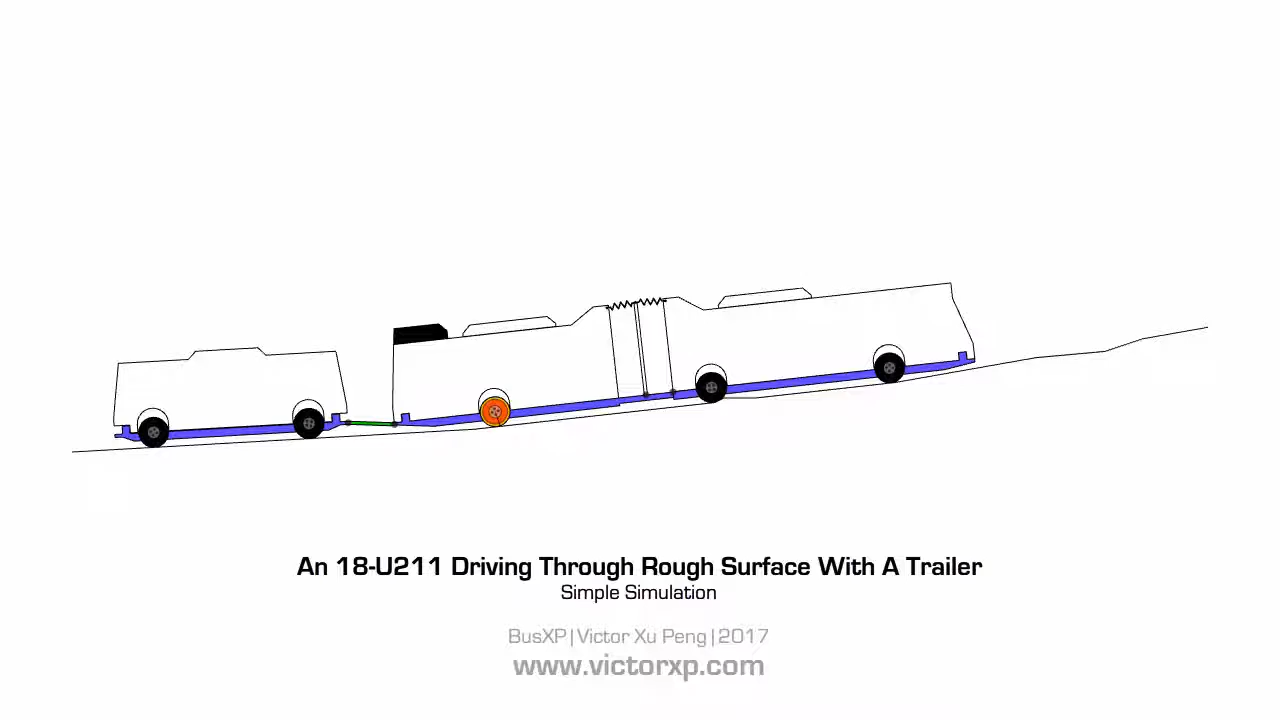 An 18-U211 Driving Through Rough Surface With A Trailer
Simple Simulation
BusXP|Victor Xu Peng|2017
www.victorxp.com